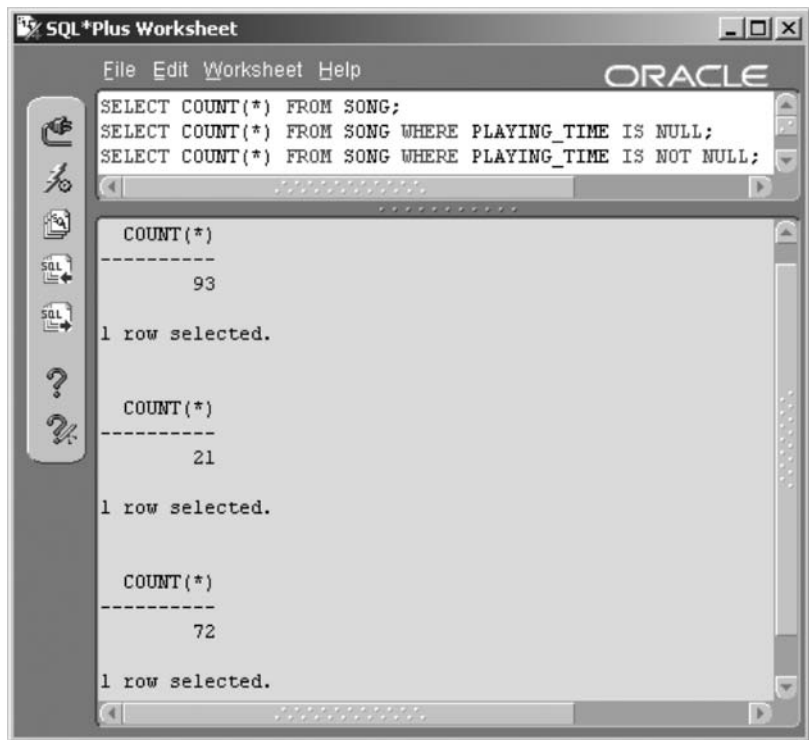 SQL*Plus Worksheet
File Edit Worksheet Help
ORACLE
SELECT COUNT(*) FROM SONG;
SELECT COUNT(*) FROM SONG WHERE PLAYING_TIME IS NULL;
SELECT COUNT(*) FROM SONG WHERE PLAYING_TIME IS NOT NULL;
SQL
SQL
COUNT(*)
----------
93
1 row selected.
COUNT(*)
----------
21
1 row selected.
COUNT(*)
----------
72
1 row selected.